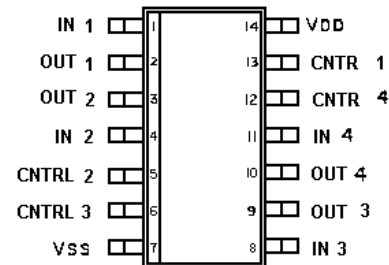 IN 1 1 14 VDD
OUT 1 2 13 CNTR 1
OUT 2 3 12 CNTR 4
IN 2 4 11 IN 4
CNTRL 2 5 10 OUT 4
CNTRL 3 6 9 OUT 3
VSS 7 8 IN 3